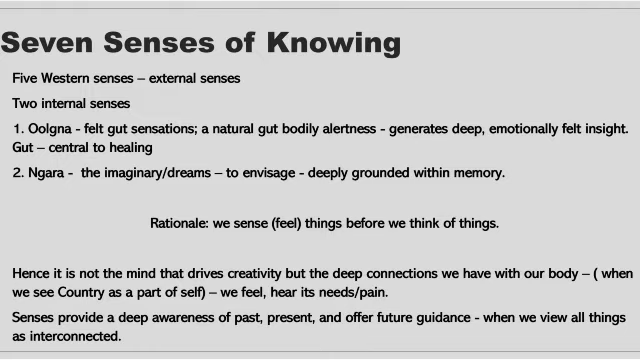 Seven Senses of Knowing
Five Western senses – external senses
Two internal senses
1. Oolgna - felt gut sensations; a natural gut bodily alertness - generates deep, emotionally felt insight.
Gut – central to healing
2. Ngara -  the imaginary/dreams – to envisage - deeply grounded within memory.
Rationale: we sense (feel) things before we think of things.
Hence it is not the mind that drives creativity but the deep connections we have with our body – ( when
we see Country as a part of self) – we feel, hear its needs/pain.
Senses provide a deep awareness of past, present, and offer future guidance - when we view all things
as interconnected.